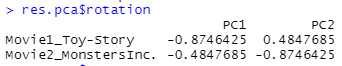 > res.pca$rotation
PC1 PC2
Movie1_Toy-Story -0.8746425 0.4847685
Movie2_MonstersInc. -0.4847685 -0.8746425